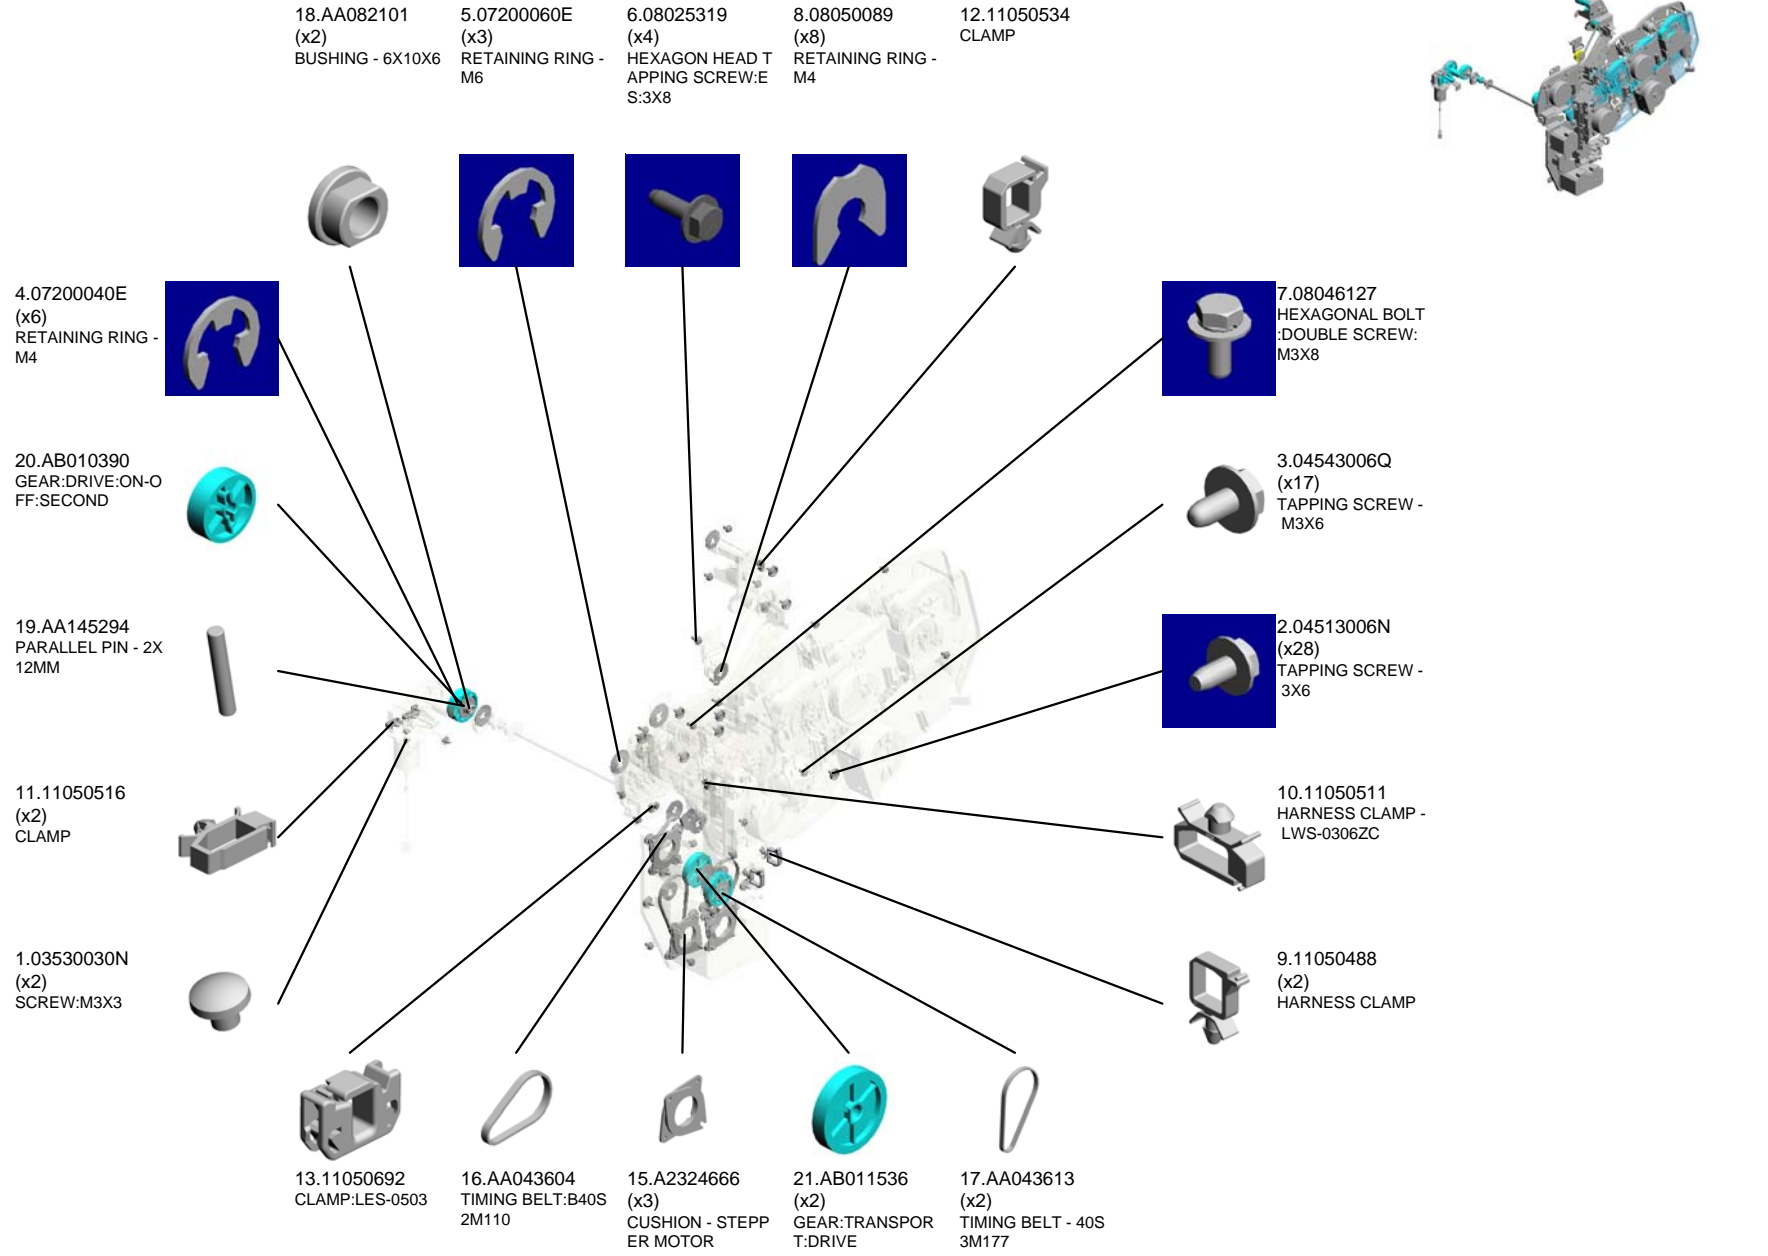 18.AA082101
(x2)
BUSHING - 6X10X6
5.07200060E
(x3)
RETAINING RING -
M6
6.08025319
(x4)
HEXAGON HEAD T
APPING SCREW:E
S:3X8
8.08050089
(x8)
RETAINING RING -
M4
12.11050534
CLAMP
4.07200040E
(x6)
RETAINING RING -
M4
7.08046127
HEXAGONAL BOLT
:DOUBLE SCREW:
M3X8
20.AB010390
GEAR:DRIVE:ON-O
FF:SECOND
3.04543006Q
(x17)
TAPPING SCREW -
M3X6
19.AA145294
PARALLEL PIN - 2X
12MM
2.04513006N
(x28)
TAPPING SCREW -
3X6
11.11050516
(x2)
CLAMP
10.11050511
HARNESS CLAMP -
LWS-0306ZC
1.03530030N
(x2)
SCREW:M3X3
9.11050488
(x2)
HARNESS CLAMP
13.11050692
CLAMP:LES-0503
16.AA043604
TIMING BELT:B40S
2M110
15.A2324666
(x3)
CUSHION - STEPP
ER MOTOR
21.AB011536
(x2)
GEAR:TRANSPOR
T:DRIVE
17.AA043613
(x2)
TIMING BELT - 40S
3M177